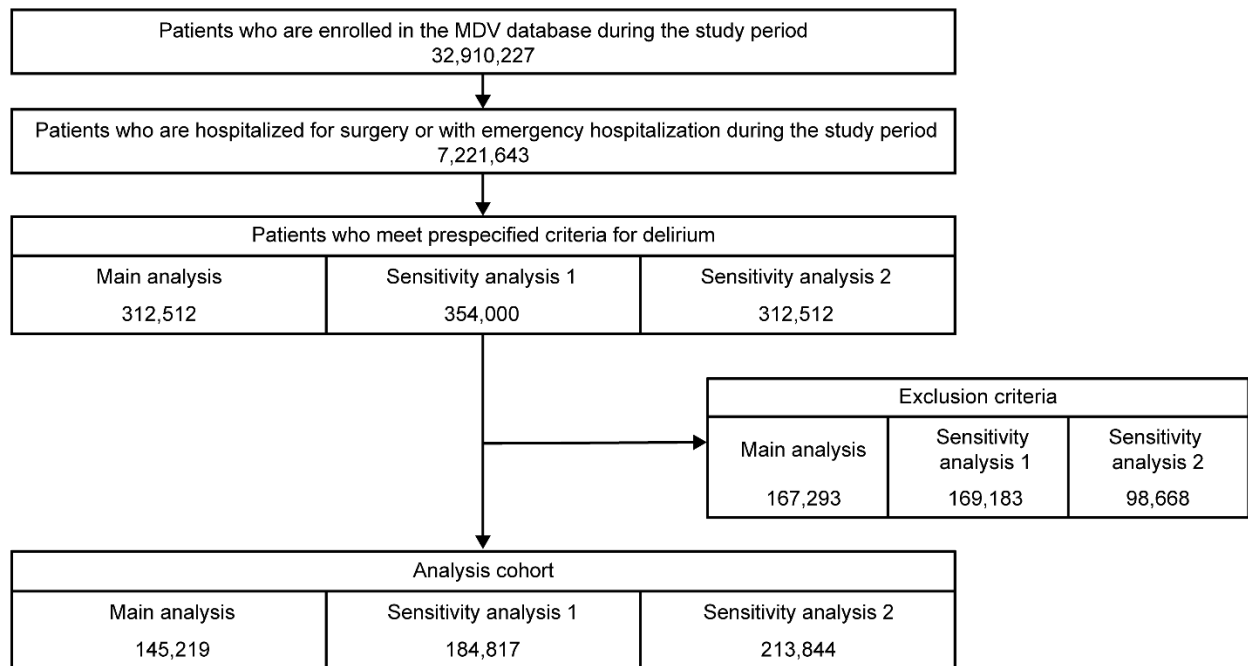 Patients who are enrolled in the MDV database during the study period
32,910,227
Patients who are hospitalized for surgery or with emergency hospitalization during the study period
7,221,643
Patients who meet prespecified criteria for delirium
Main analysis
312,512
Sensitivity analysis 1
354,000
Sensitivity analysis 2
312,512
Exclusion criteria
Main analysis
167,293
Sensitivity
analysis 1
169,183
Sensitivity
analysis 2
98,668
Analysis cohort
Main analysis
145,219
Sensitivity analysis 1
184,817
Sensitivity analysis 2
213,844